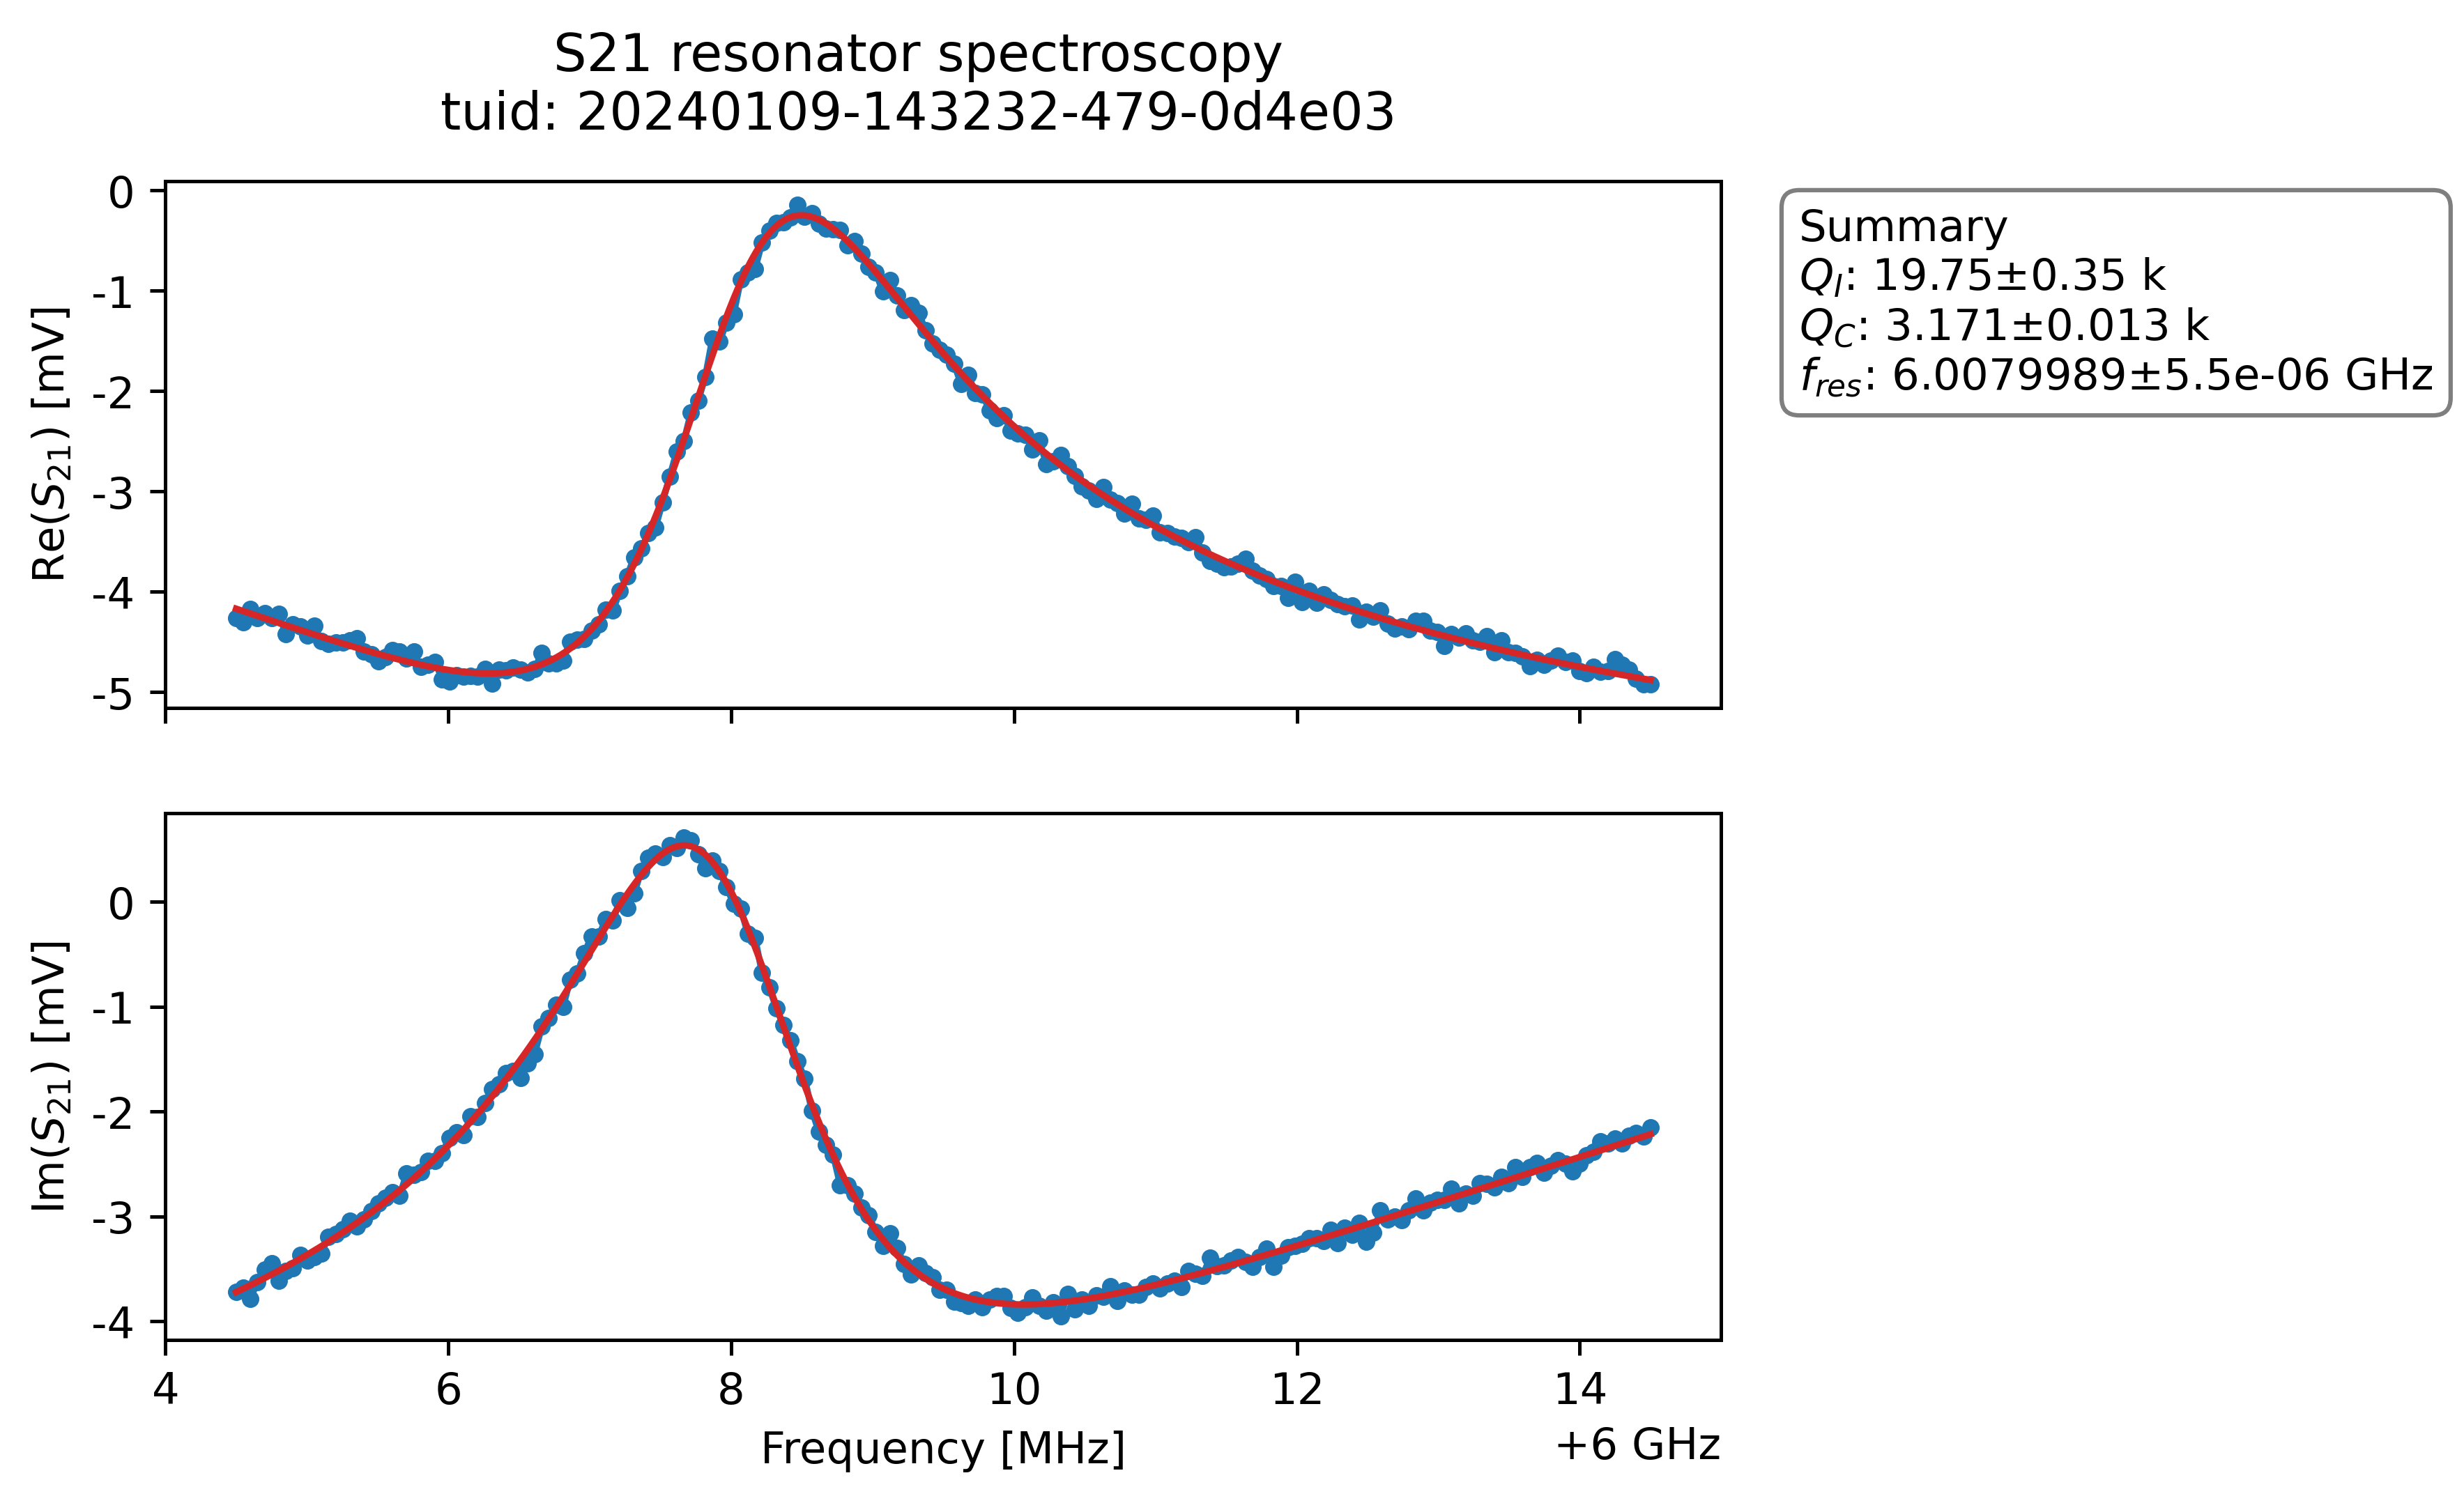 S21 resonator spectroscopy
tuid: 20240109-143232-479-0d4e03
0
-1
-2
-3
-4
-5
Re(S21) [mV]
Summary
QI: 19.75±0.35 k
QC: 3.171±0.013 k
fres: 6.0079989±5.5e-06 GHz
0
-1
-2
-3
-4
Im(S21) [mV]
4 6 8 10 12 14
Frequency [MHz]
+6 GHz